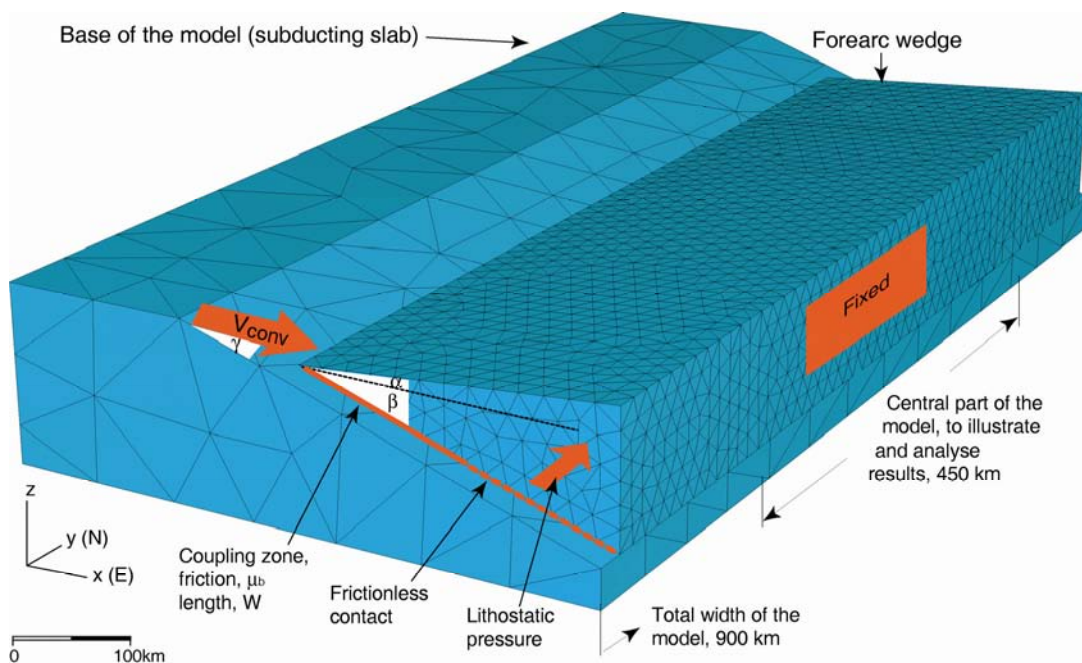 Base of the model (subducting slab)
Forearc wedge
Vconv
γ
α
β
Fixed
Central part of the
model, to illustrate
and analyse
results, 450 km
z
y (N)
x (E)
Coupling zone,
friction, μb
length, W
Frictionless
contact
Lithostatic
pressure
Total width of the
model, 900 km
0
100km